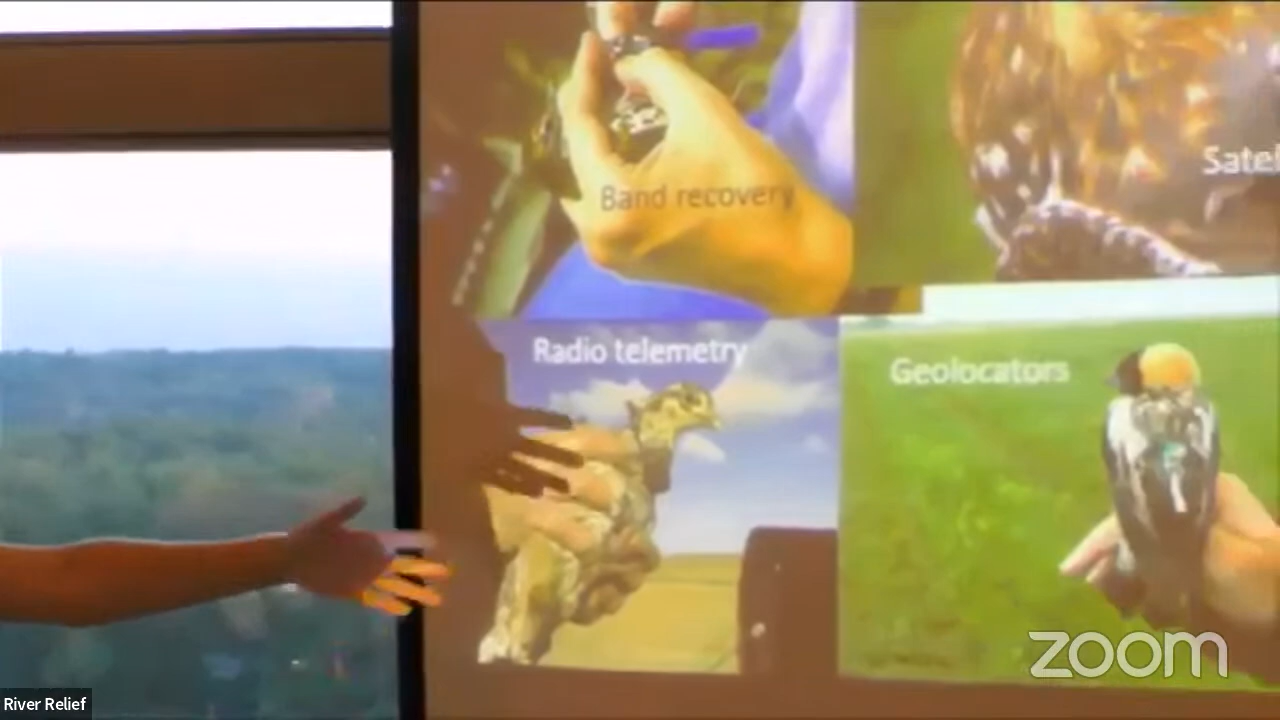 Band recovery
Radio telemetry
Geolocators
zoom
River Relief